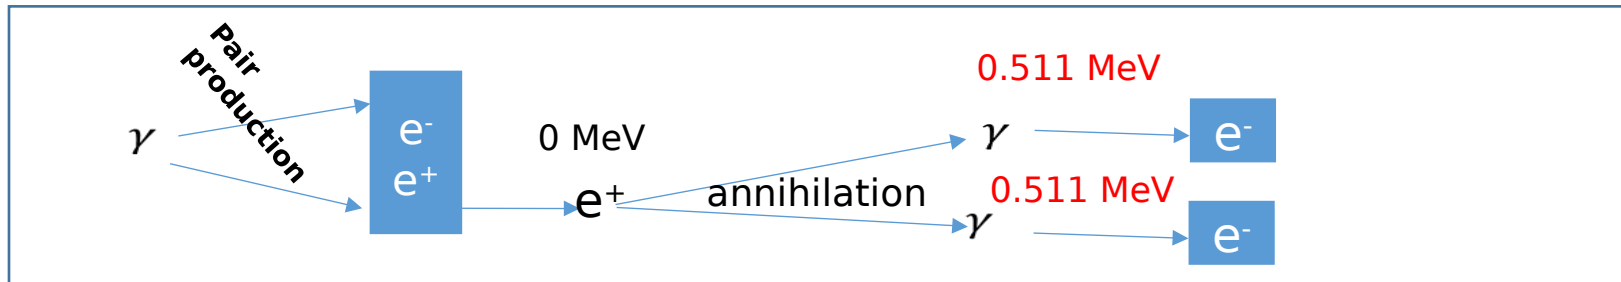 Pair
production
γ
e-
e+
0 MeV
e+
annihilation
0.511 MeV
γ
e-
0.511 MeV
γ
e-